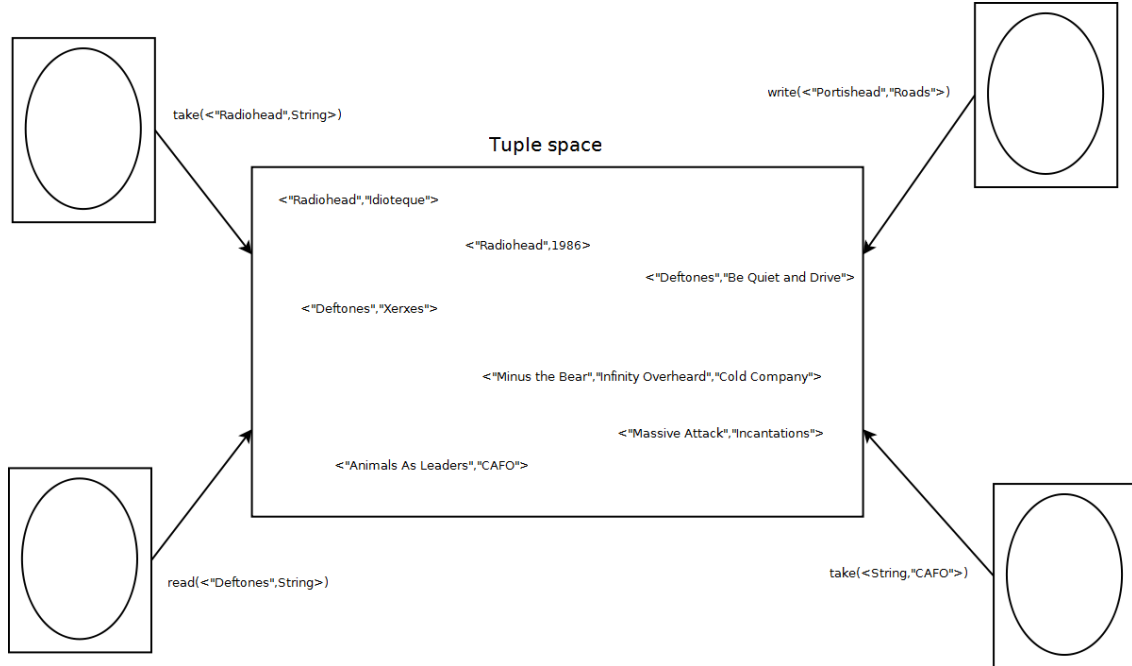 write(<"Portishead","Roads">)
take(<"Radiohead",String>)
Tuple space
<"Radiohead","Idioteque">
<"Radiohead",1986>
<"Deftones","Be Quiet and Drive">
<"Deftones","Xerxes">
<"Minus the Bear","Infinity Overheard","Cold Company">
<"Massive Attack","Incantations">
<"Animals As Leaders","CAFO">
take(<String,"CAFO">)
read(<"Deftones",String>)